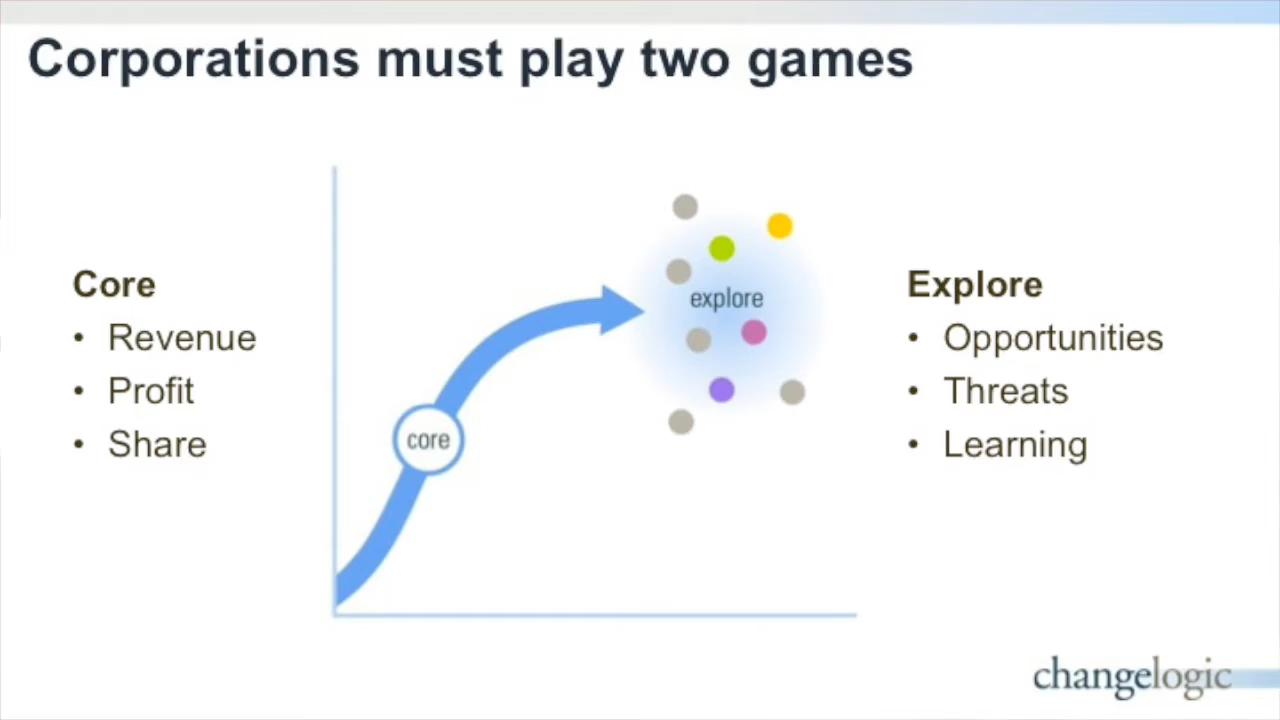 Corporations must play two games
Core
• Revenue
• Profit
• Share
core
explore
Explore
• Opportunities
• Threats
• Learning
changelogic